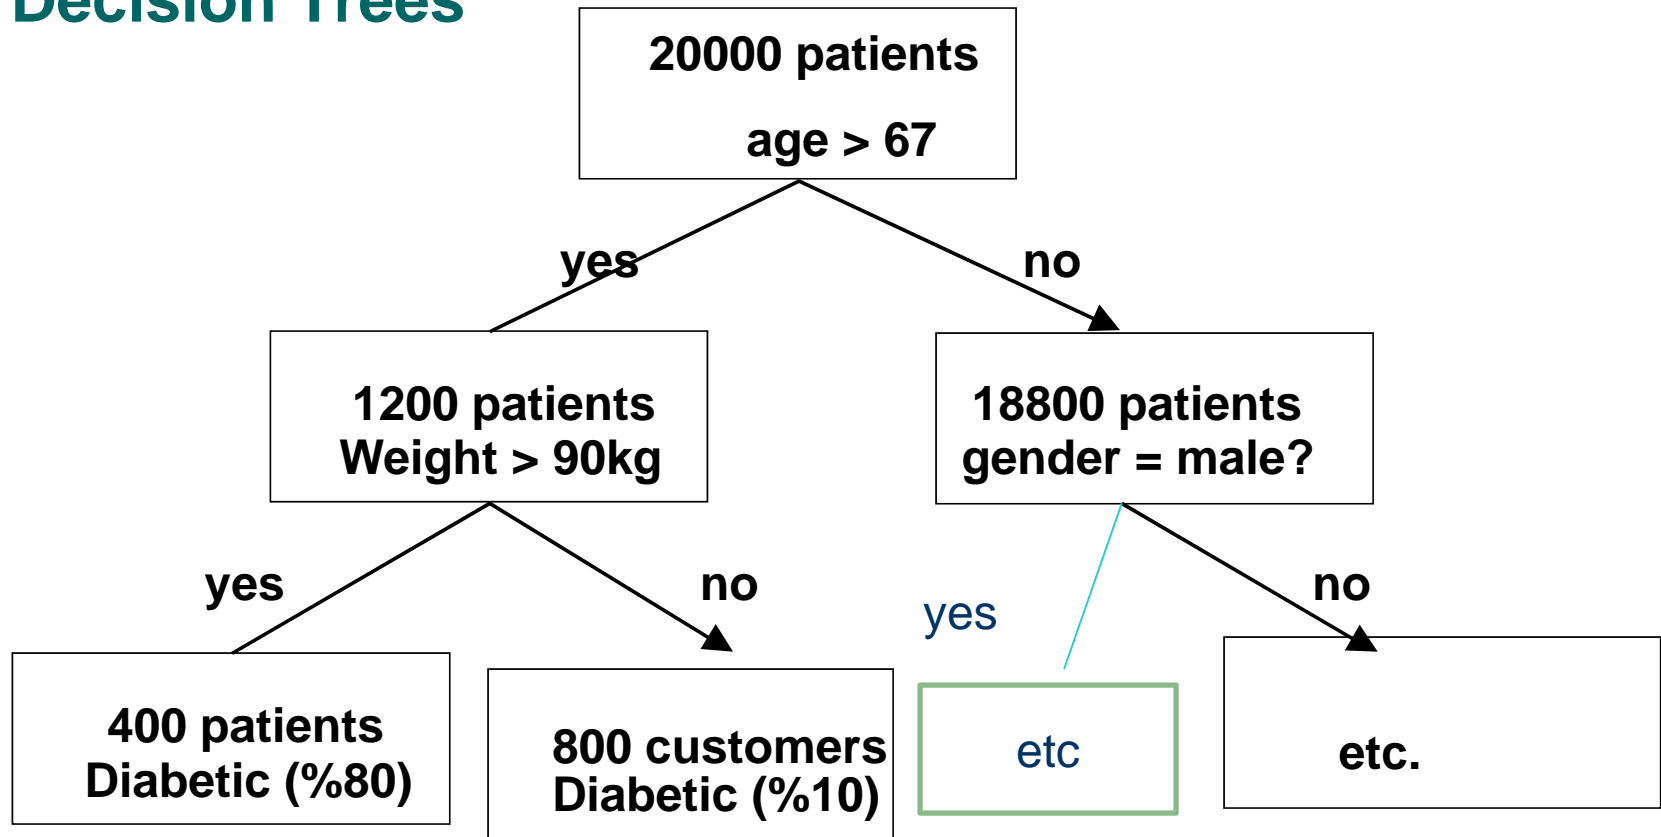 Decision Trees
20000 patients
age > 67
yes
no
1200 patients
Weight > 90kg
18800 patients
gender = male?
yes
no
yes
no
400 patients
Diabetic (%80)
800 customers
Diabetic (%10)
etc
etc.